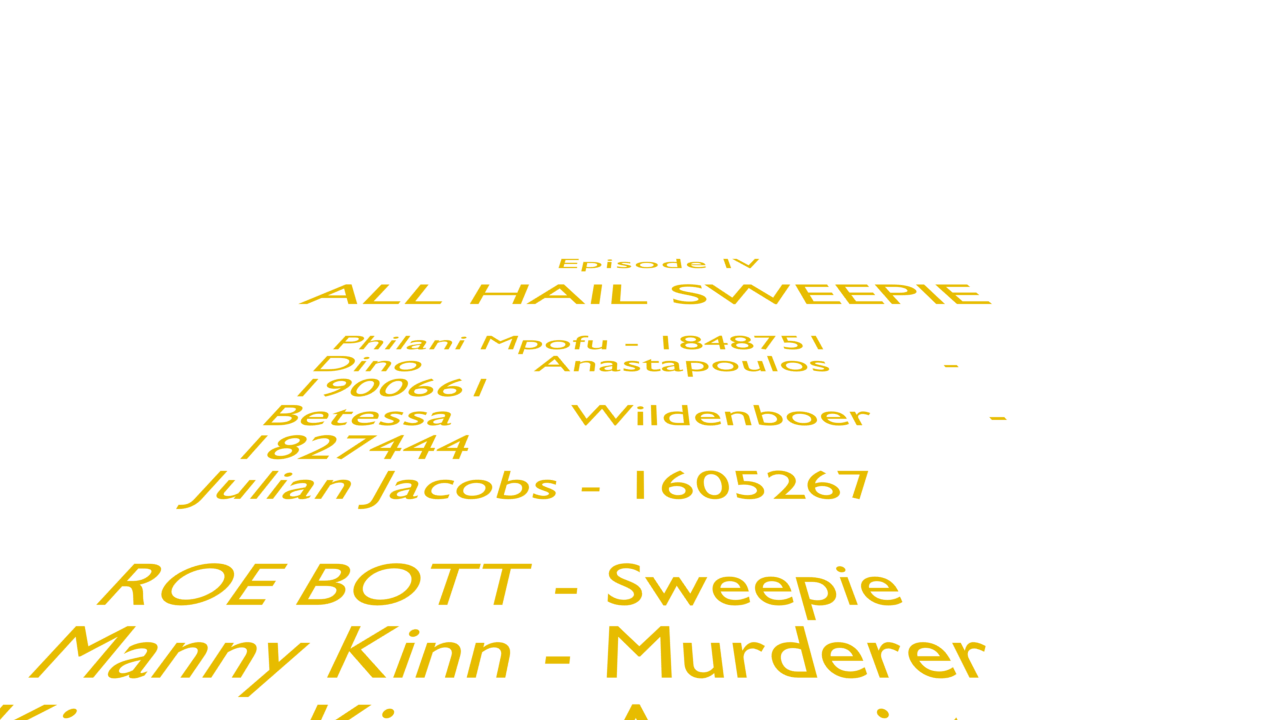 Episode IV
ALL HAIL SWEEPIE
Philani Mpofu - 1848751
Dino Anastapoulos -
1900661
Betessa Wildenboer -
1827444
Julian Jacobs - 1605267
ROE BOTT - Sweepie
Manny Kinn - Murderer